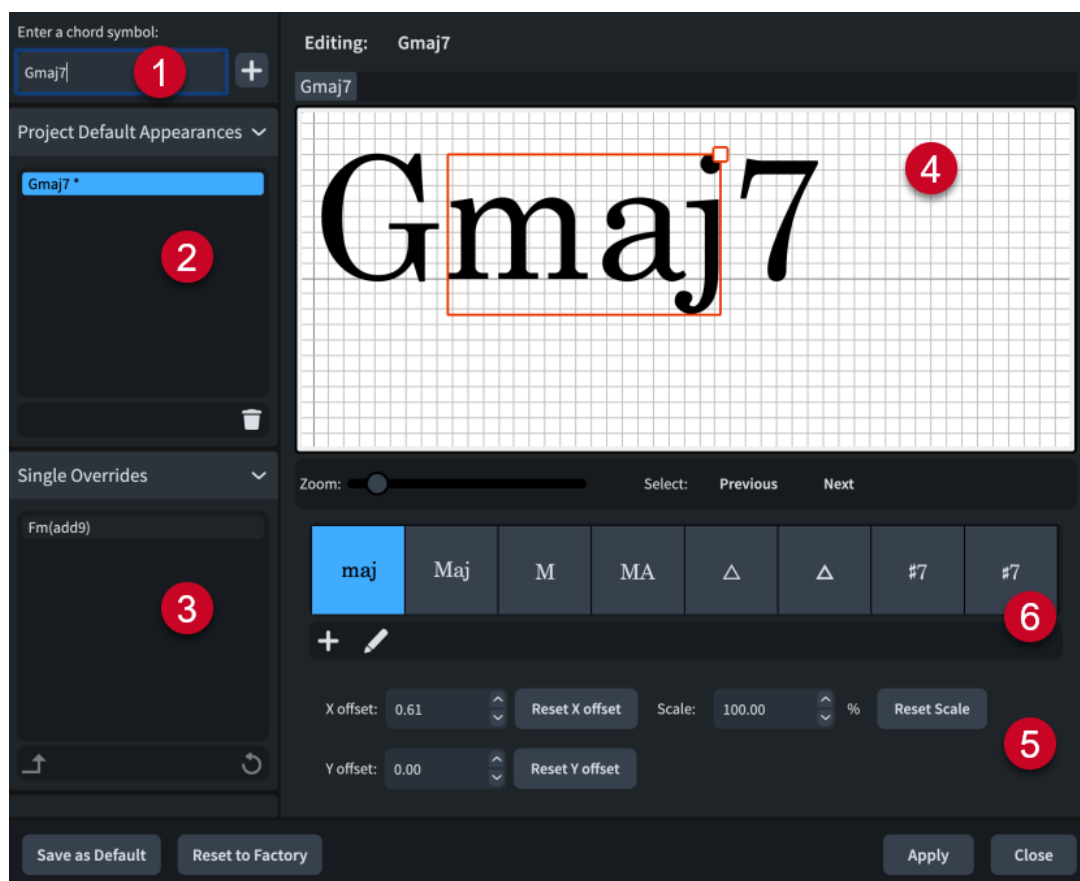 Enter a chord symbol:
Gmaj7
1
Project Default Appearances
Gmaj7 *
2
Single Overrides
Fm(add9)
3
Editing: Gmaj7
Gmaj7
Gmaj7
4
Zoom: Select: Previous Next
maj Maj M MA △ △ ♯7 ♯7
6
X offset: 0.61 Reset X offset Scale: 100.00 % Reset Scale
5
Y offset: 0.00 Reset Y offset
Save as Default Reset to Factory Apply Close